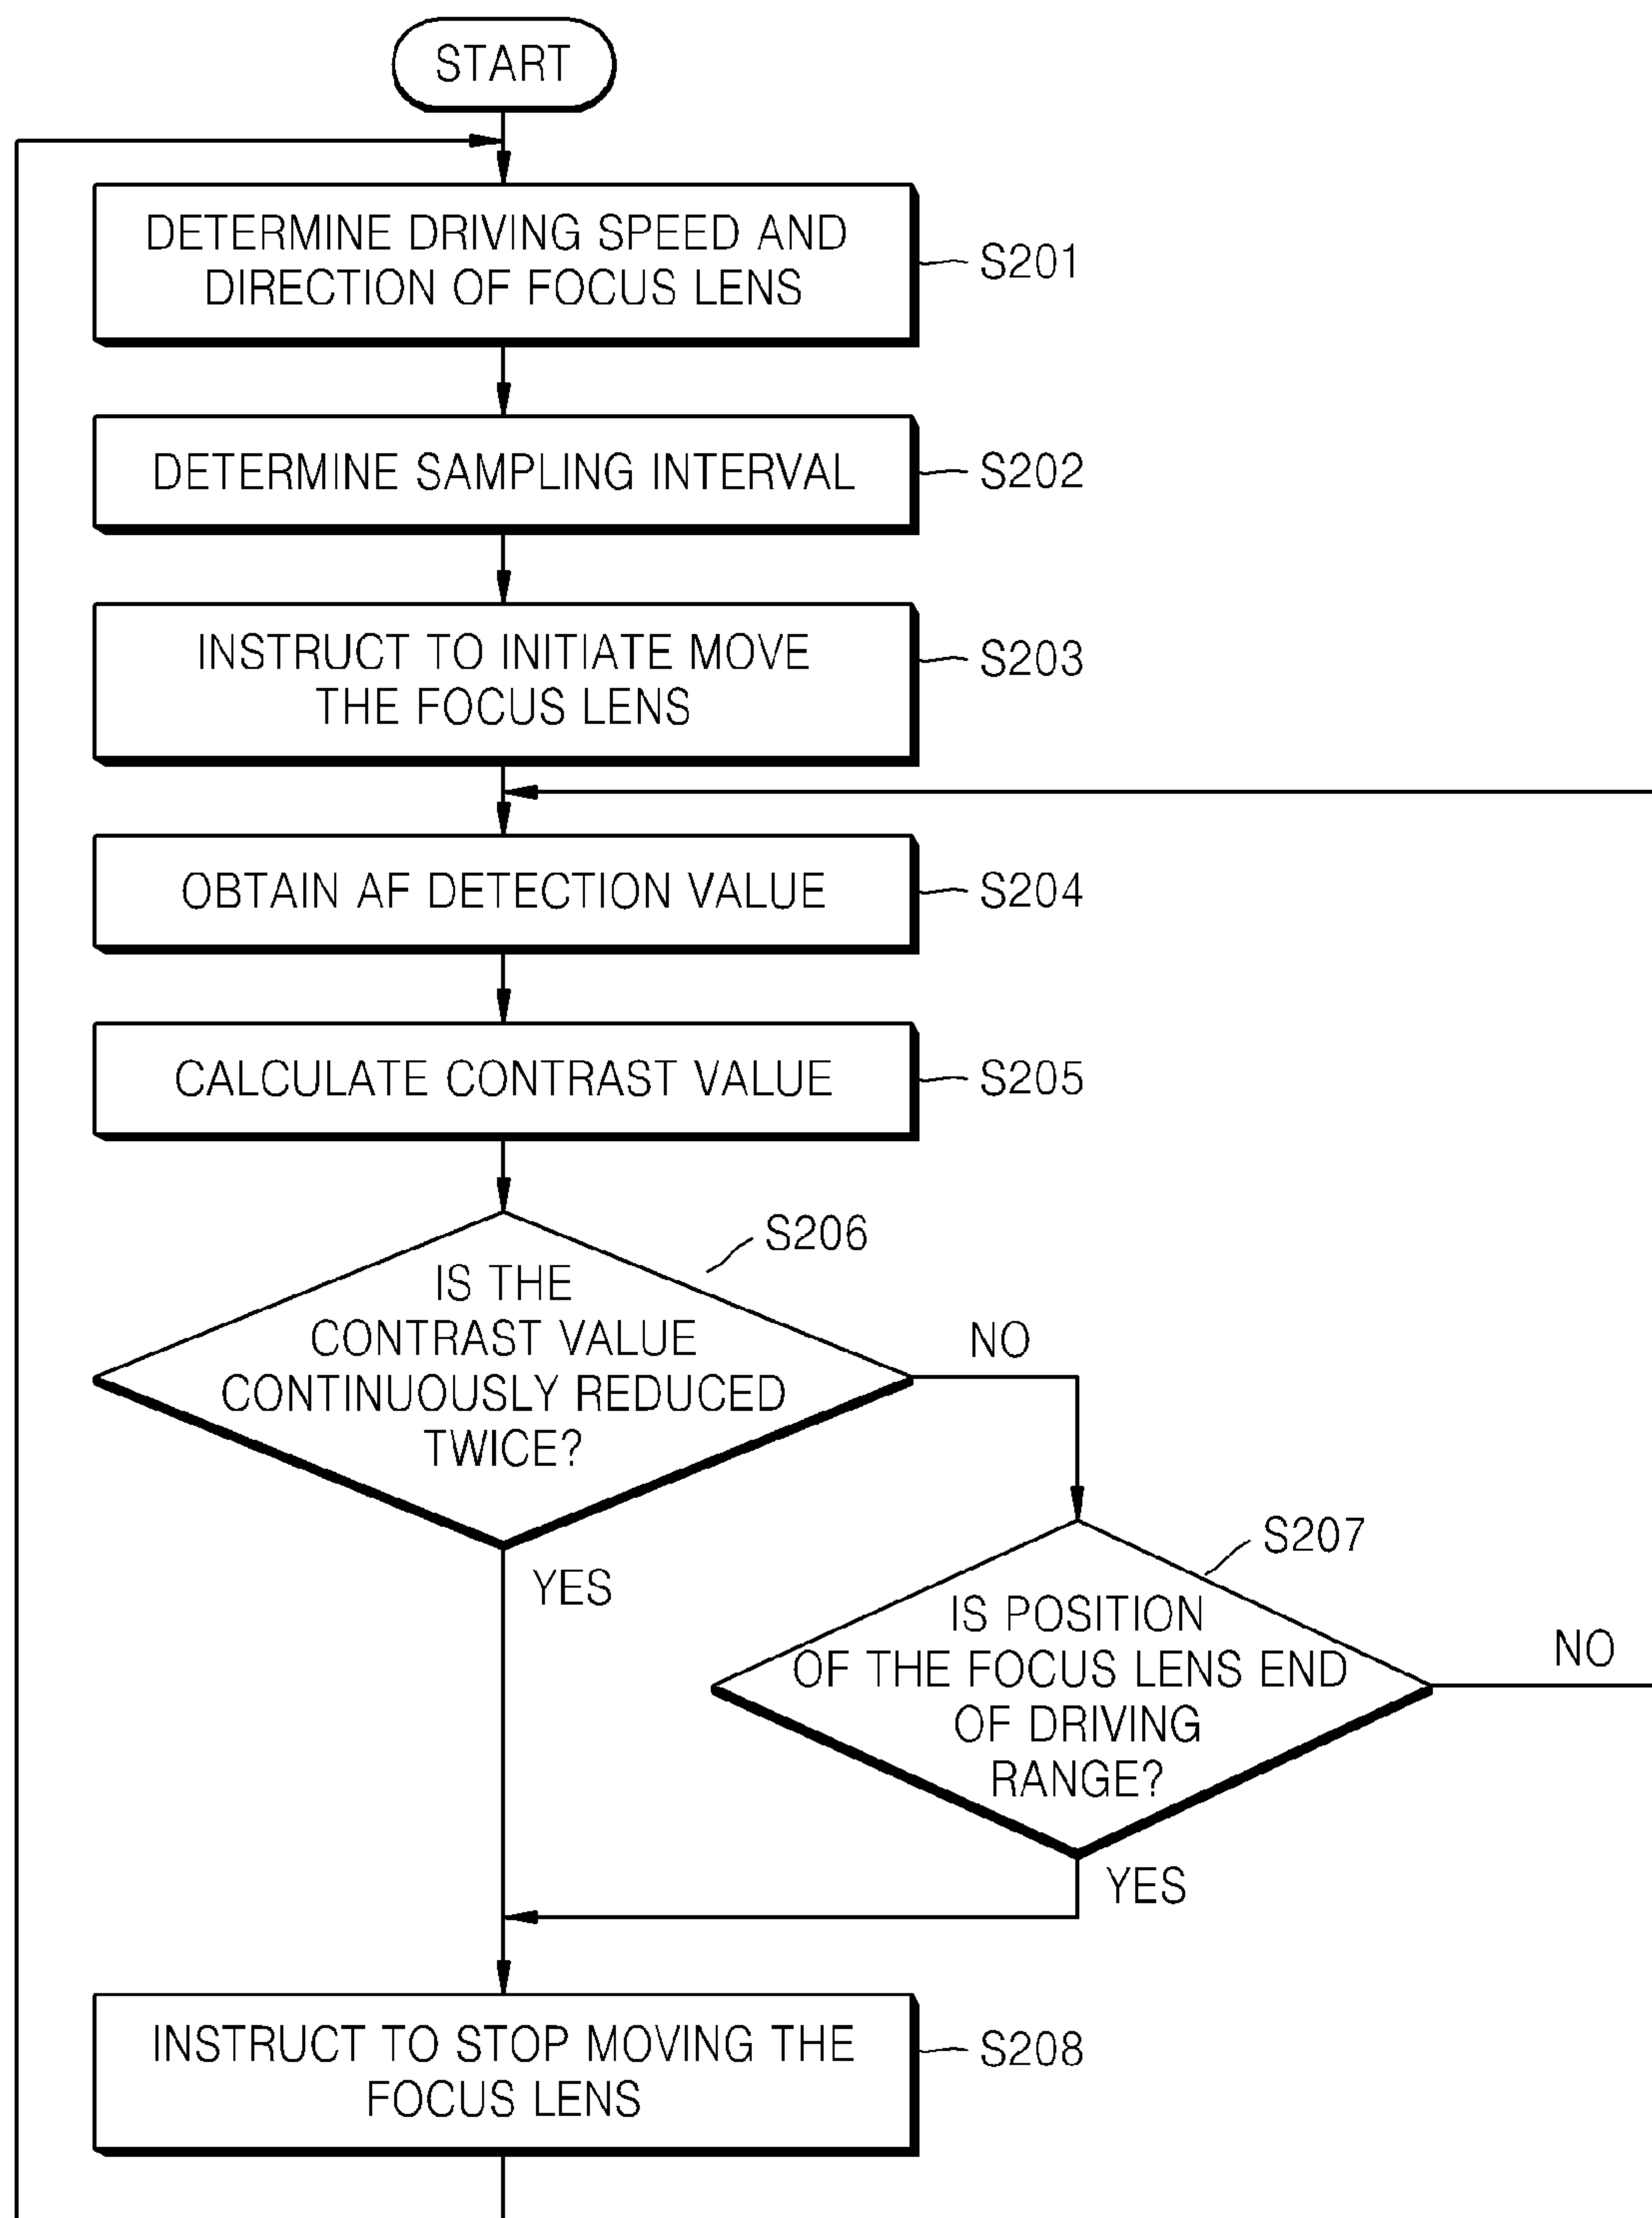 START
DETERMINE DRIVING SPEED AND
DIRECTION OF FOCUS LENS
S201
DETERMINE SAMPLING INTERVAL
S202
INSTRUCT TO INITIATE MOVE
THE FOCUS LENS
S203
OBTAIN AF DETECTION VALUE
S204
CALCULATE CONTRAST VALUE
S205
S206
IS THE
CONTRAST VALUE
CONTINUOUSLY REDUCED
TWICE?
NO
YES
S207
IS POSITION
OF THE FOCUS LENS END
OF DRIVING
RANGE?
NO
YES
INSTRUCT TO STOP MOVING THE
FOCUS LENS
S208